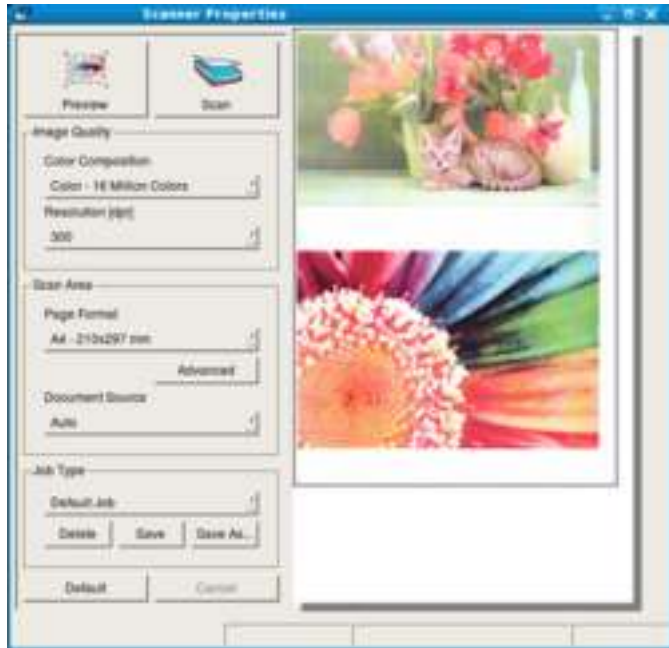 Scanner Properties
Preview
Scan
Image Quality
Color Composition
Color - 16 Million Colors
Resolution [dpi]
300
Scan Area
Page Format
A4 - 210x297 mm
Advanced
Document Source
Auto
Job Type
Default Job
Delete
Save
Save As...
Default
Cancel